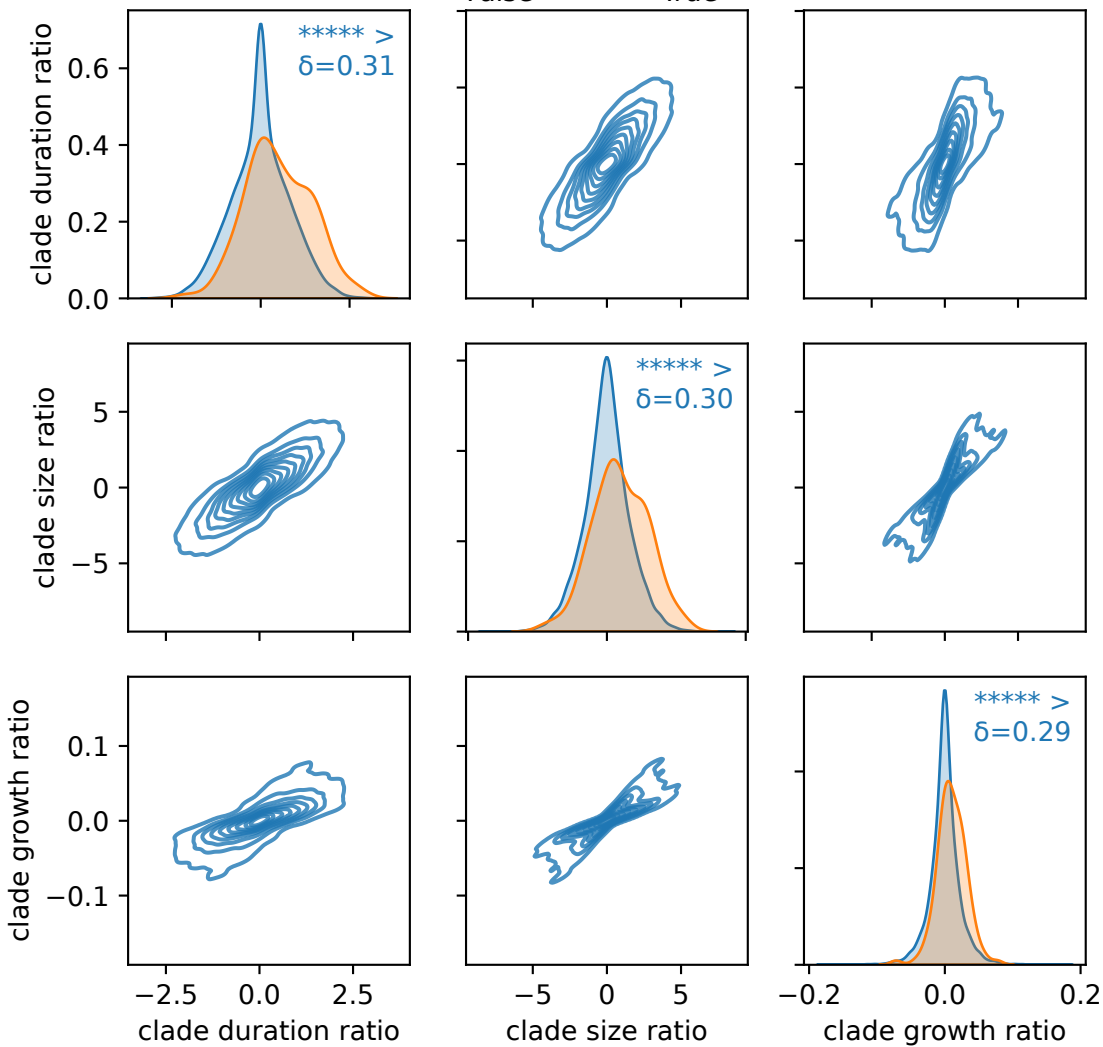 clade duration ratio
0.6
0.4
0.2
0.0
***** >
δ=0.31
clade size ratio
5
0
−5
***** >
δ=0.30
clade growth ratio
0.1
0.0
−0.1
***** >
δ=0.29
−2.5 0.0 2.5
−5 0 5
−0.2 0.0 0.2
clade duration ratio
clade size ratio
clade growth ratio